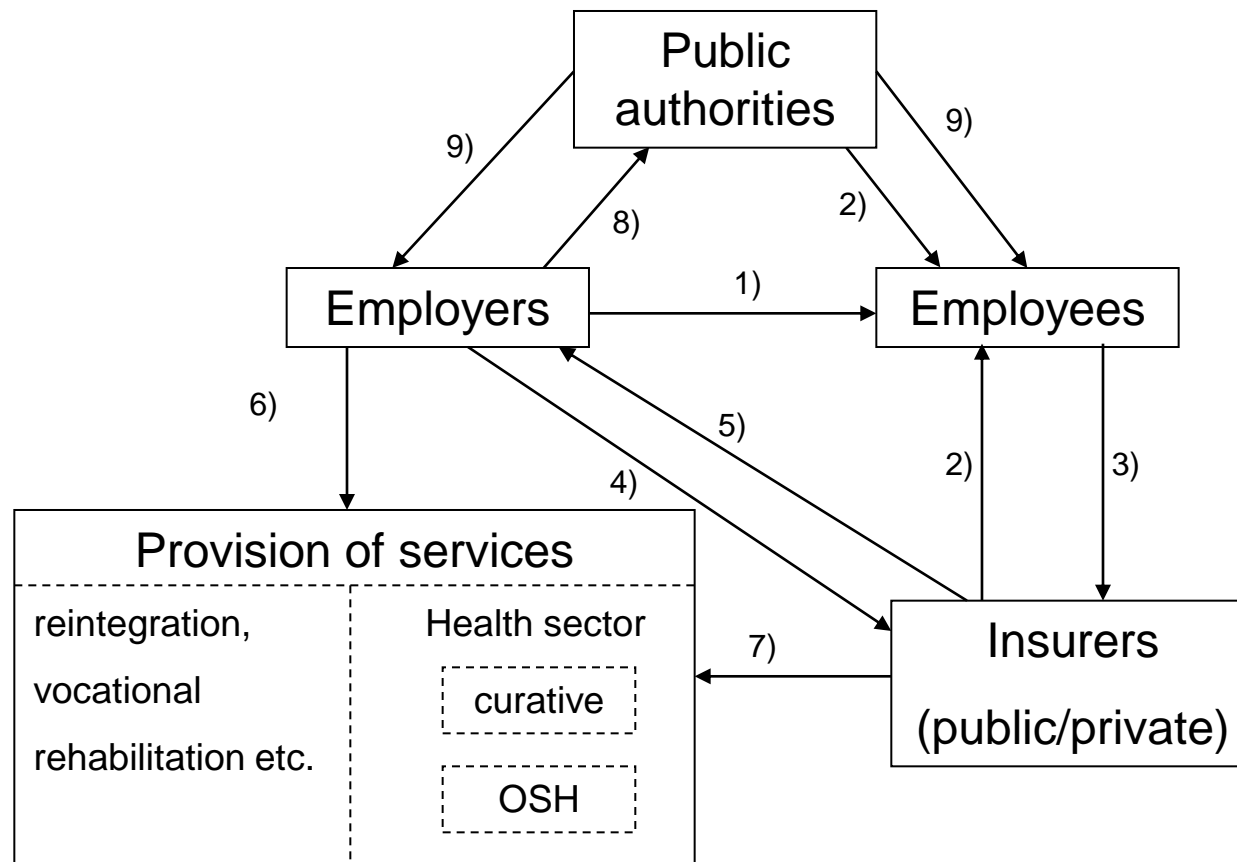 Public
authorities
9)
9)
2)
8)
1)
Employers
Employees
6)
5)
4)
2)
3)
Provision of services
reintegration,
vocational
rehabilitation etc.
Health sector
curative
OSH
7)
Insurers
(public/private)